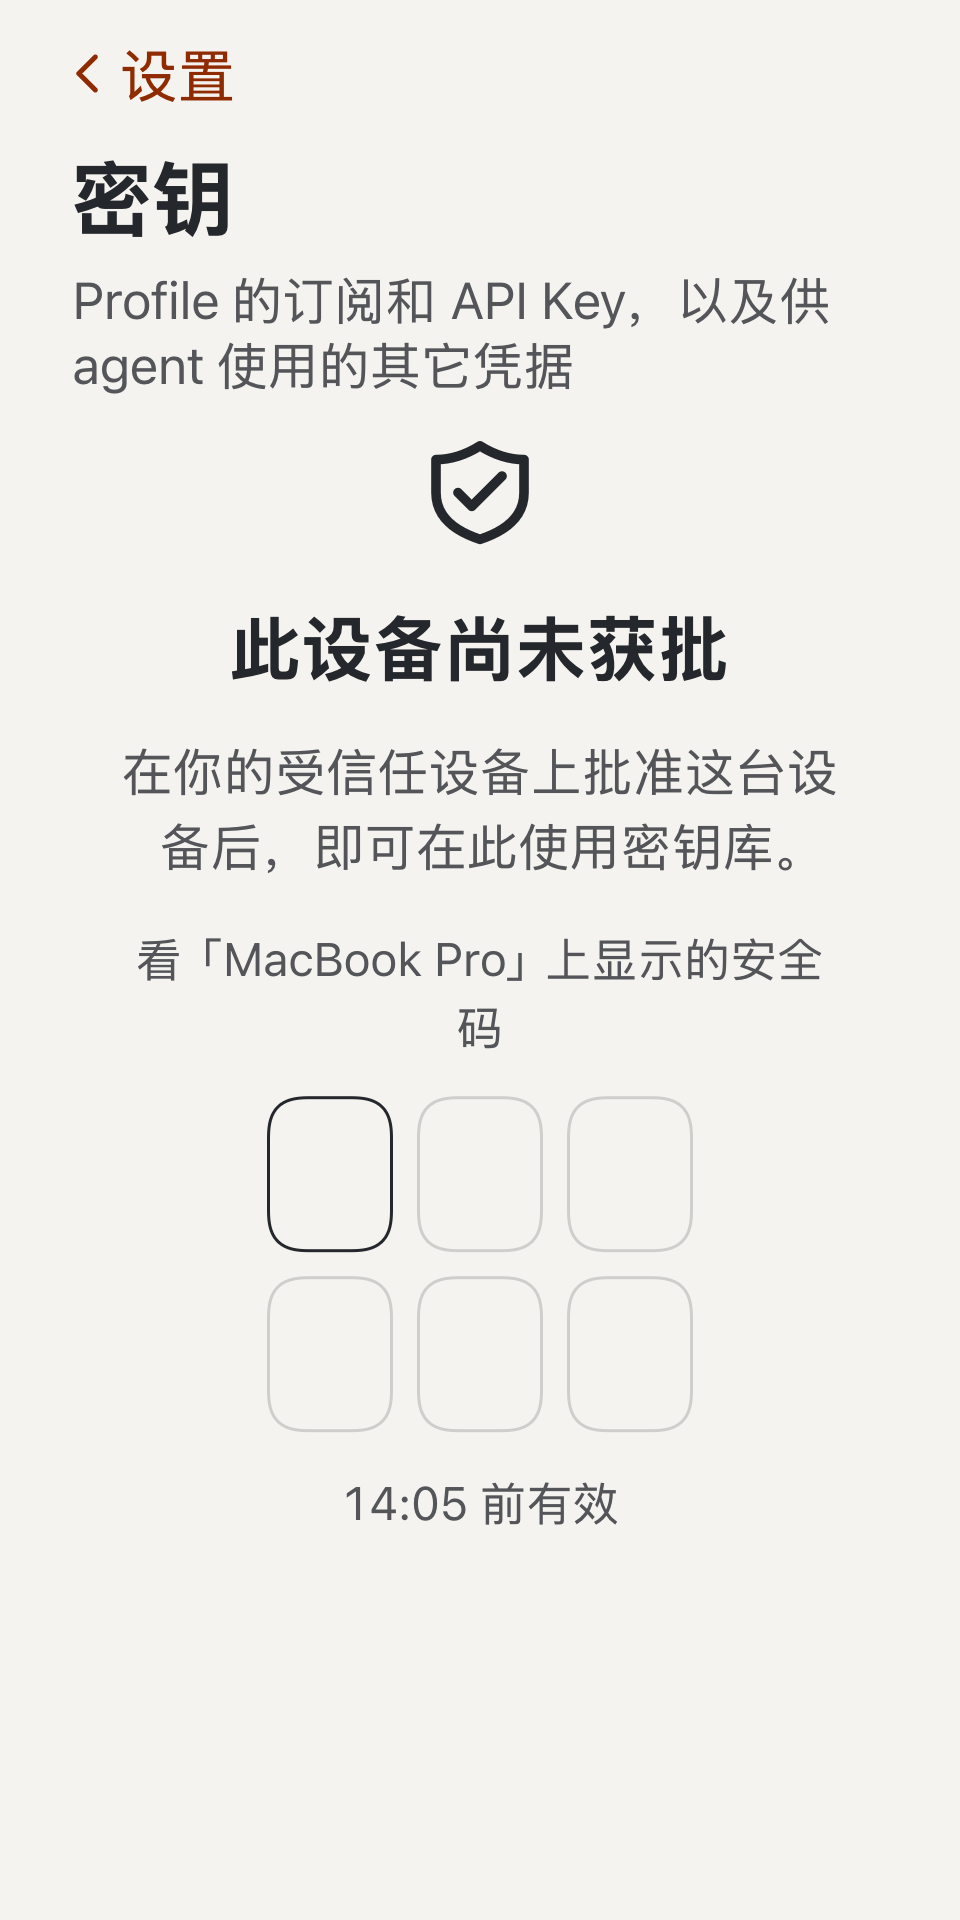 设置
密钥
Profile 的订阅和 API Key，以及供
agent 使用的其它凭据
此设备尚未获批
在你的受信任设备上批准这台设
备后，即可在此使用密钥库。
看「MacBook Pro」上显示的安全
码
14:05 前有效